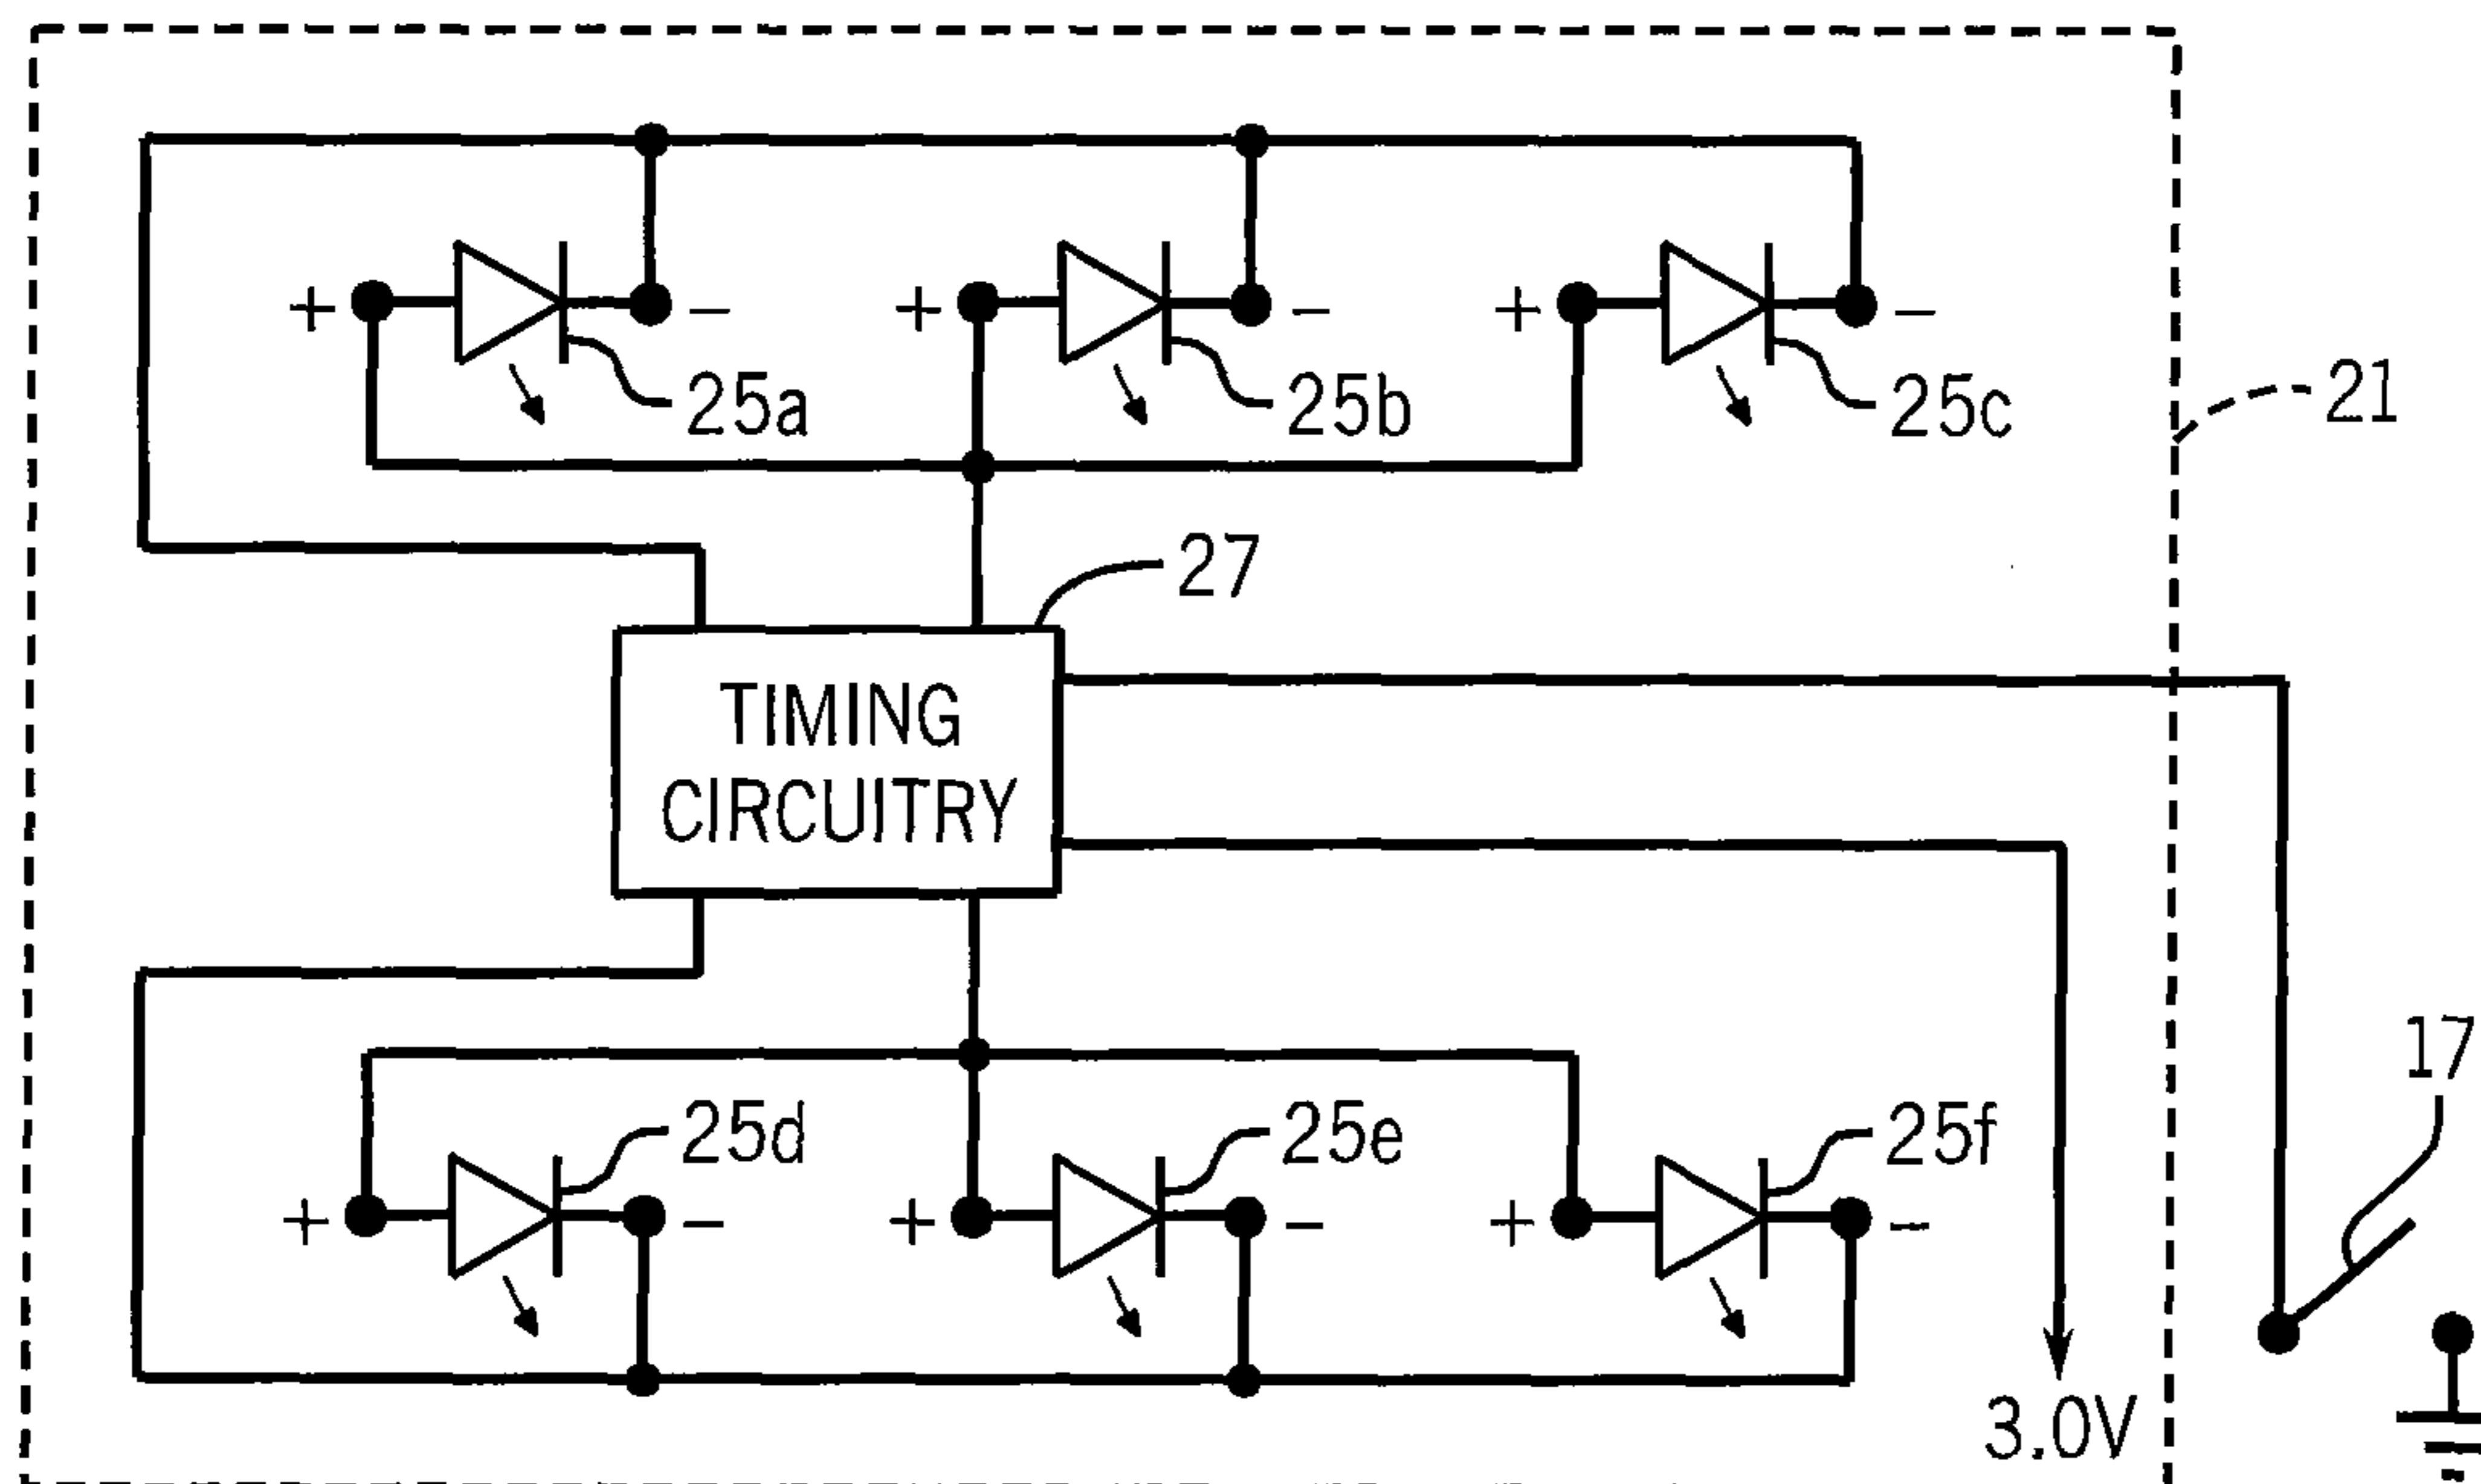 + − + − + −
25a 25b 25c
21
27
TIMING
CIRCUITRY
17
25d 25e 25f
+ − + − + −
3.0V